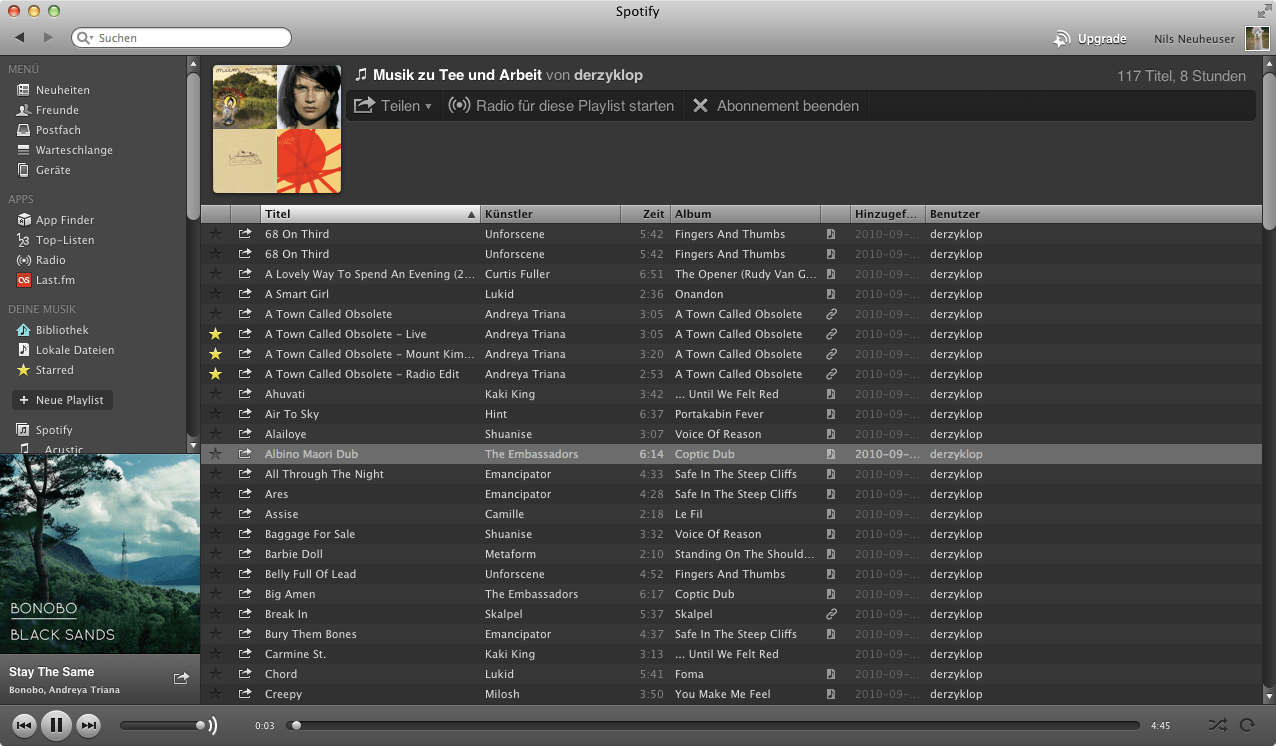 Spotify
Suchen
Upgrade
Nils Neuheuser
MENÜ
Neuheiten
Freunde
Postfach
Warteschlange
Geräte
APPS
App Finder
Top-Listen
Radio
Last.fm
DEINE MUSIK
Bibliothek
Lokale Dateien
Starred
+ Neue Playlist
Spotify
Acustic
BONOBO
BLACK SANDS
Stay The Same
Bonobo, Andreya Triana
Musik zu Tee und Arbeit von derzyklop
117 Titel, 8 Stunden
Teilen Radio für diese Playlist starten Abonnement beenden
Titel Künstler Zeit Album Hinzugef... Benutzer
68 On Third Unforscene 5:42 Fingers And Thumbs 2010-09-... derzyklop
68 On Third Unforscene 5:42 Fingers And Thumbs 2010-09-... derzyklop
A Lovely Way To Spend An Evening (2... Curtis Fuller 6:51 The Opener (Rudy Van G... 2010-09-... derzyklop
A Smart Girl Lukid 2:36 Onandon 2010-09-... derzyklop
A Town Called Obsolete Andreya Triana 3:05 A Town Called Obsolete 2010-09-... derzyklop
A Town Called Obsolete – Live Andreya Triana 3:05 A Town Called Obsolete 2010-09-... derzyklop
A Town Called Obsolete – Mount Kim... Andreya Triana 3:20 A Town Called Obsolete 2010-09-... derzyklop
A Town Called Obsolete – Radio Edit Andreya Triana 2:53 A Town Called Obsolete 2010-09-... derzyklop
Ahuvati Kaki King 3:42 ... Until We Felt Red 2010-09-... derzyklop
Air To Sky Hint 6:37 Portakabin Fever 2010-09-... derzyklop
Alailoye Shuanise 3:07 Voice Of Reason 2010-09-... derzyklop
Albino Maori Dub The Embassadors 6:14 Coptic Dub 2010-09-... derzyklop
All Through The Night Emancipator 4:33 Safe In The Steep Cliffs 2010-09-... derzyklop
Ares Emancipator 4:28 Safe In The Steep Cliffs 2010-09-... derzyklop
Assise Camille 2:18 Le Fil 2010-09-... derzyklop
Baggage For Sale Shuanise 3:32 Voice Of Reason 2010-09-... derzyklop
Barbie Doll Metaform 2:10 Standing On The Should... 2010-09-... derzyklop
Belly Full Of Lead Unforscene 4:52 Fingers And Thumbs 2010-09-... derzyklop
Big Amen The Embassadors 6:17 Coptic Dub 2010-09-... derzyklop
Break In Skalpel 5:37 Skalpel 2010-09-... derzyklop
Bury Them Bones Emancipator 4:37 Safe In The Steep Cliffs 2010-09-... derzyklop
Carmine St. Kaki King 3:13 ... Until We Felt Red 2010-09-... derzyklop
Chord Lukid 5:41 Foma 2010-09-... derzyklop
Creepy Milosh 3:50 You Make Me Feel 2010-09-... derzyklop
0:03 4:45